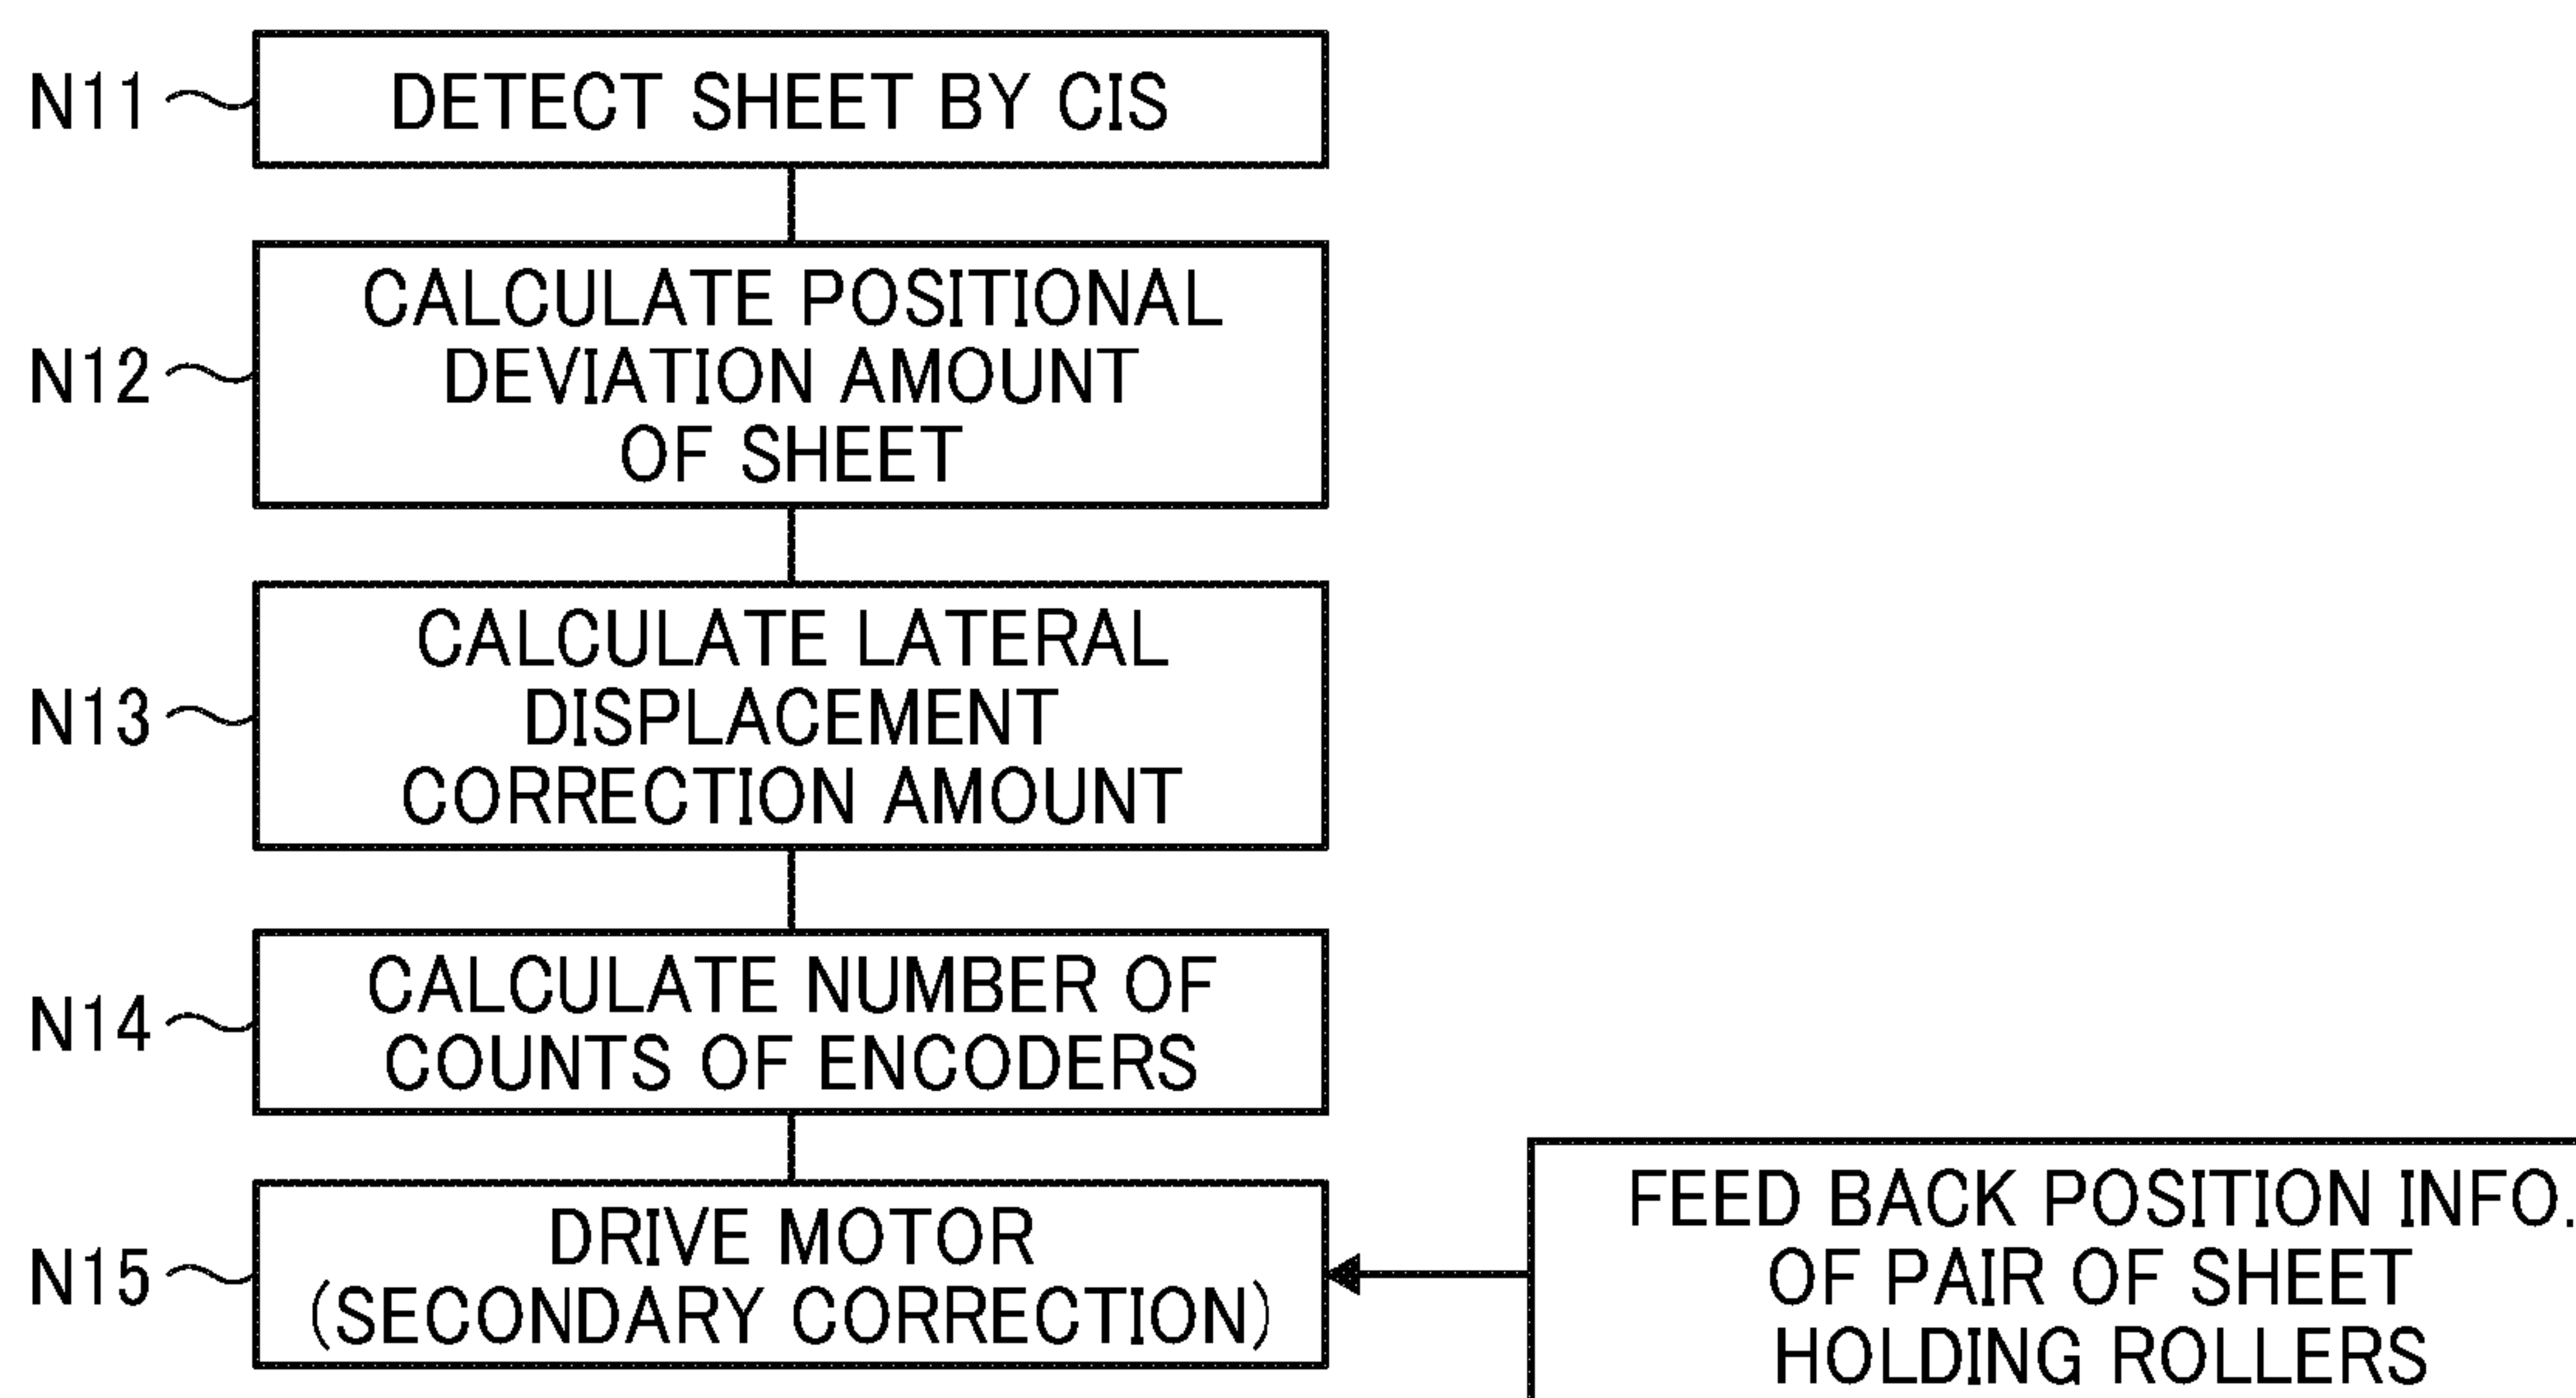 N11
DETECT SHEET BY CIS
N12
CALCULATE POSITIONAL
DEVIATION AMOUNT
OF SHEET
N13
CALCULATE LATERAL
DISPLACEMENT
CORRECTION AMOUNT
N14
CALCULATE NUMBER OF
COUNTS OF ENCODERS
N15
DRIVE MOTOR
(SECONDARY CORRECTION)
FEED BACK POSITION INFO.
OF PAIR OF SHEET
HOLDING ROLLERS